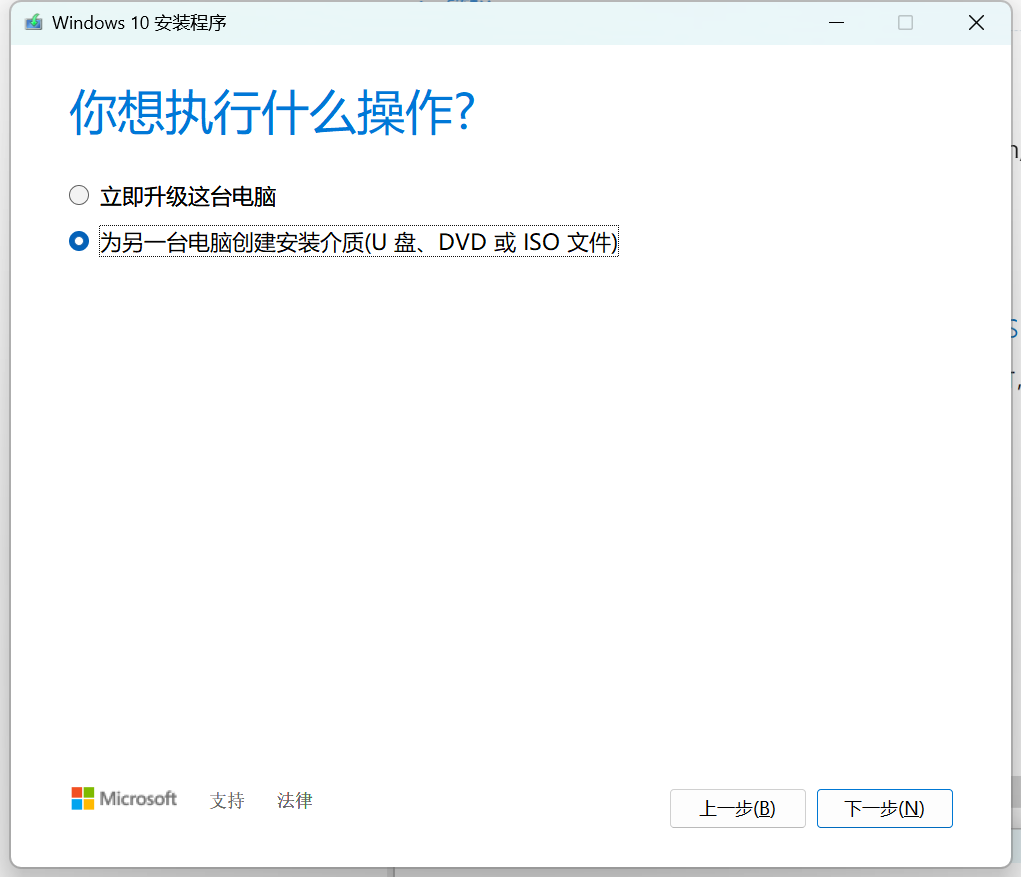 Windows 10 安装程序
你想执行什么操作?
立即升级这台电脑
为另一台电脑创建安装介质(U 盘、DVD 或 ISO 文件)
Microsoft 支持 法律
上一步(B) 下一步(N)